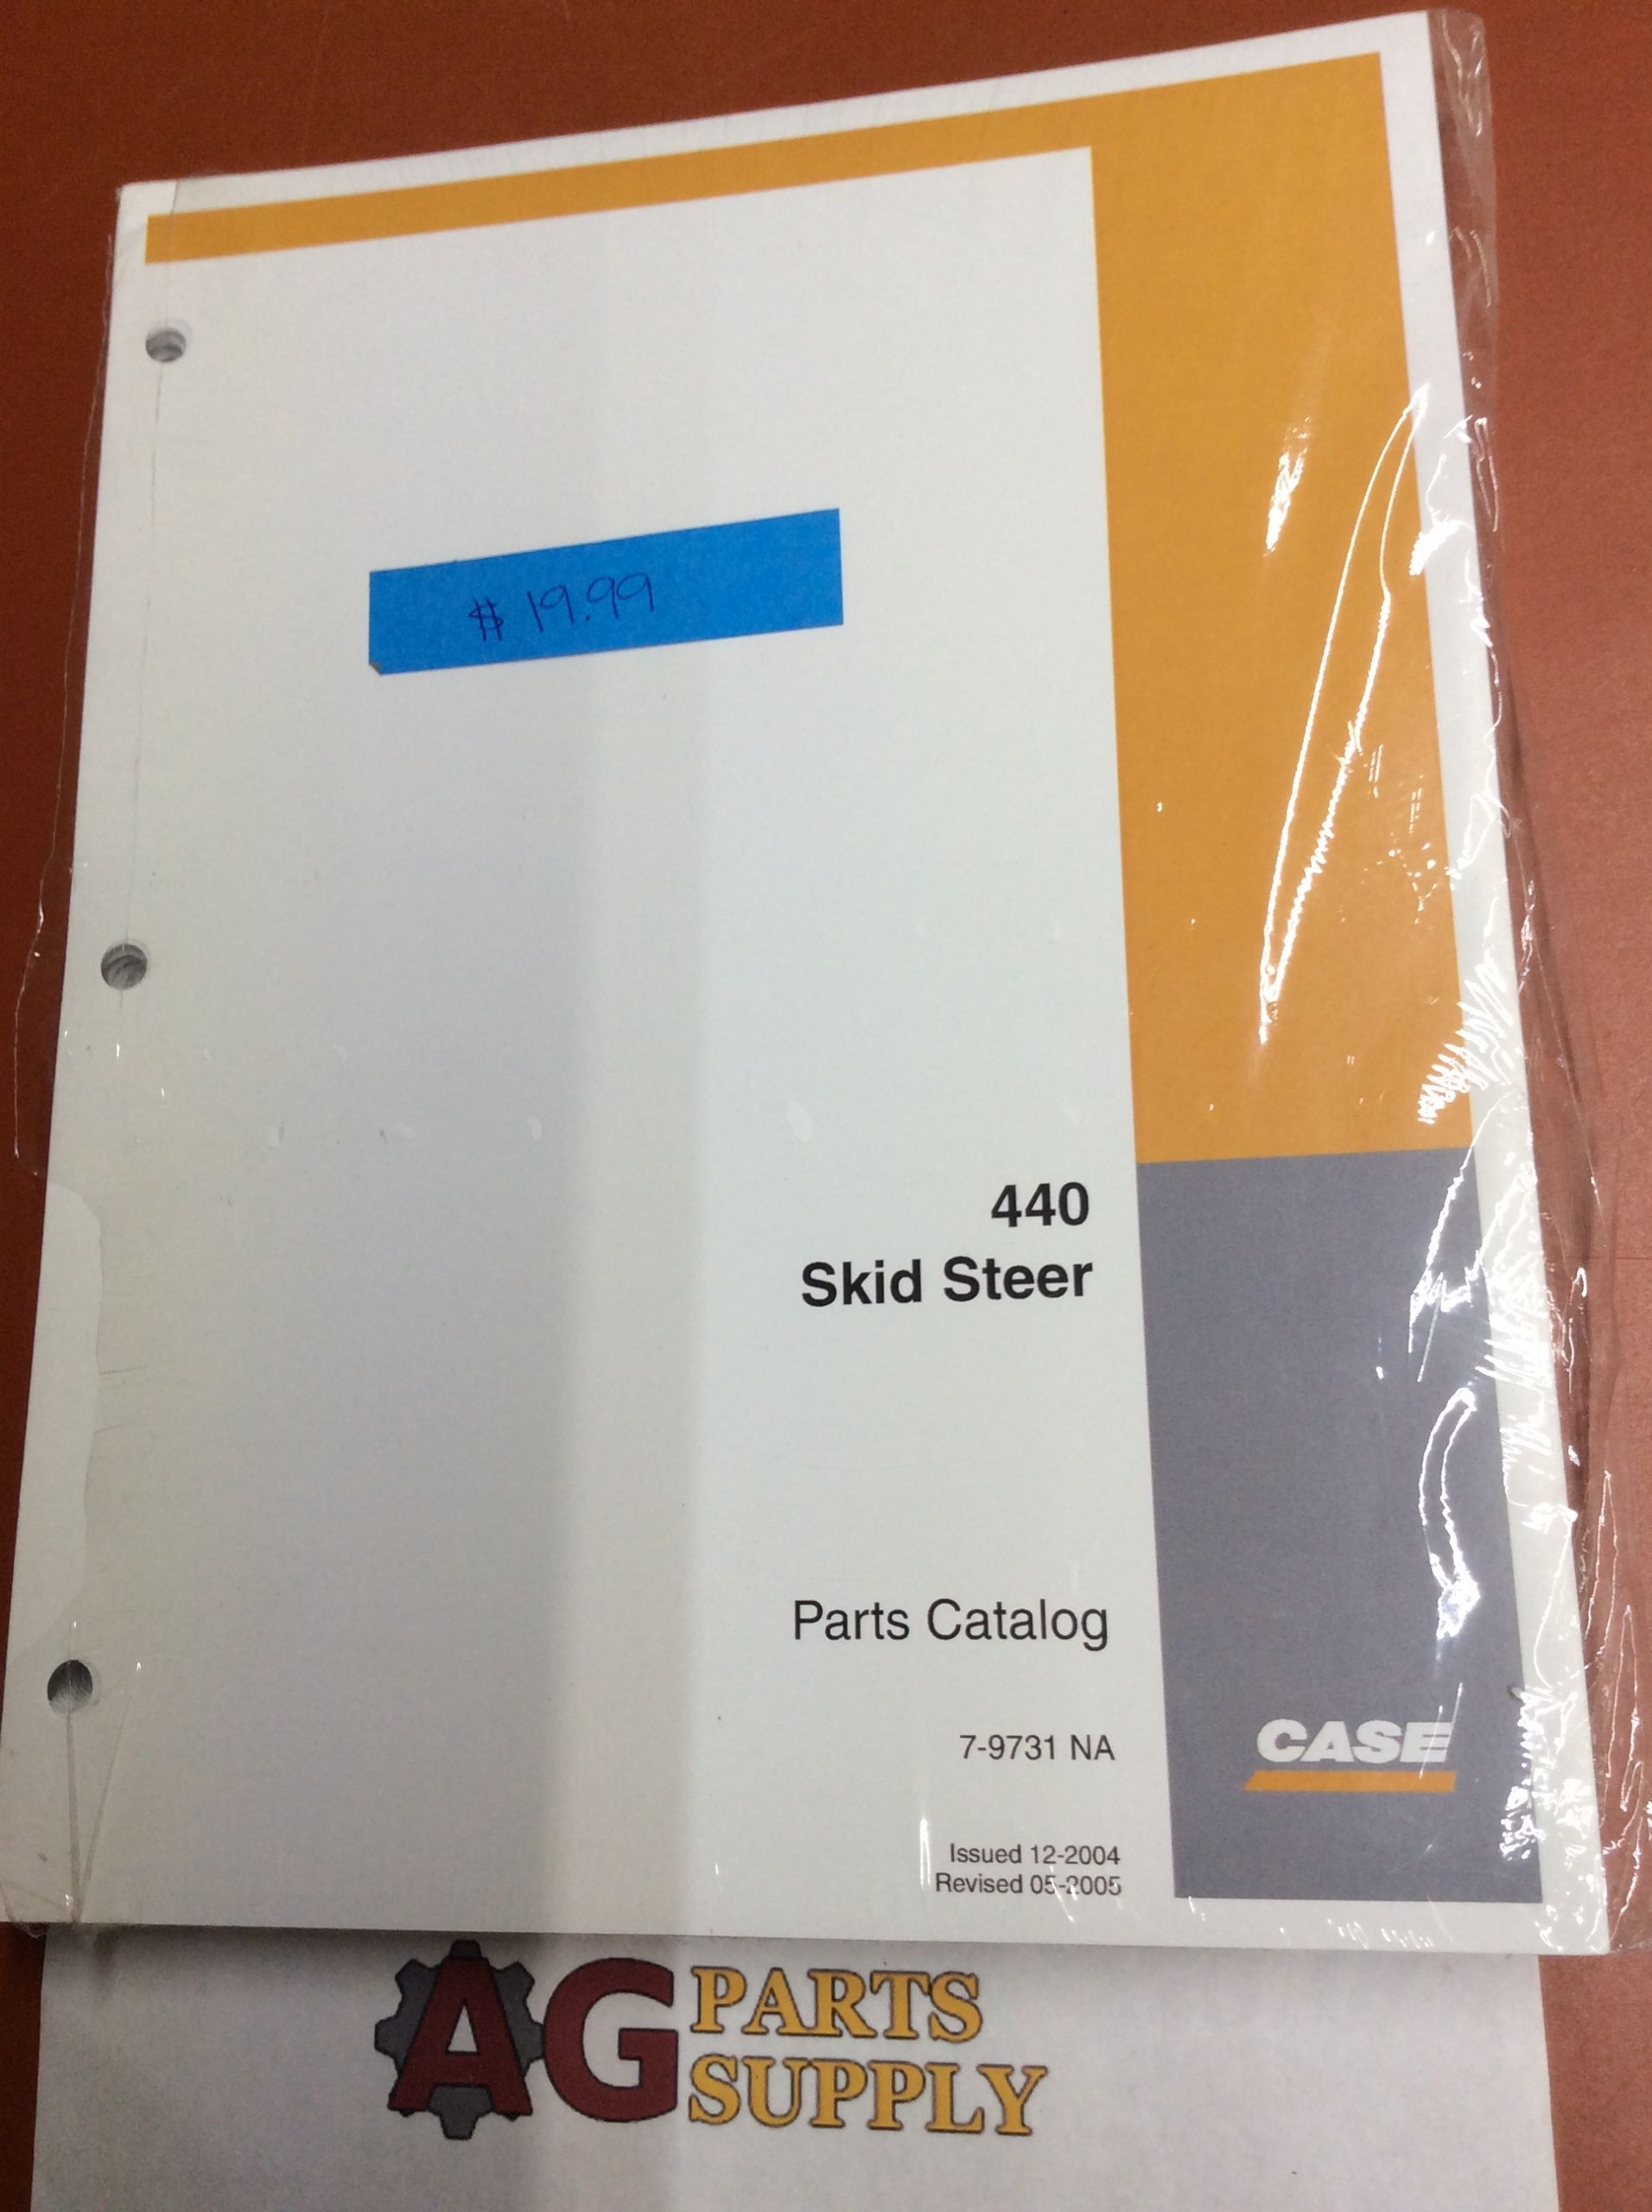 $ 19.99
440
Skid Steer
Parts Catalog
7-9731 NA
CASE
Issued 12-2004
Revised 05-2005
AG PARTS
SUPPLY